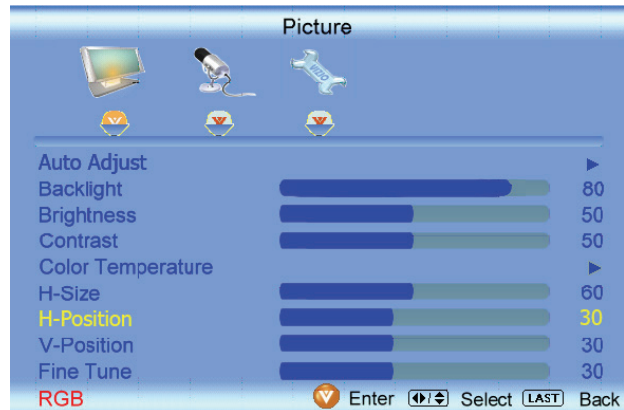 Picture
VIZIO
Auto Adjust
Backlight 80
Brightness 50
Contrast 50
Color Temperature
H-Size 60
H-Position 30
V-Position 30
Fine Tune 30
RGB V Enter Select LAST Back